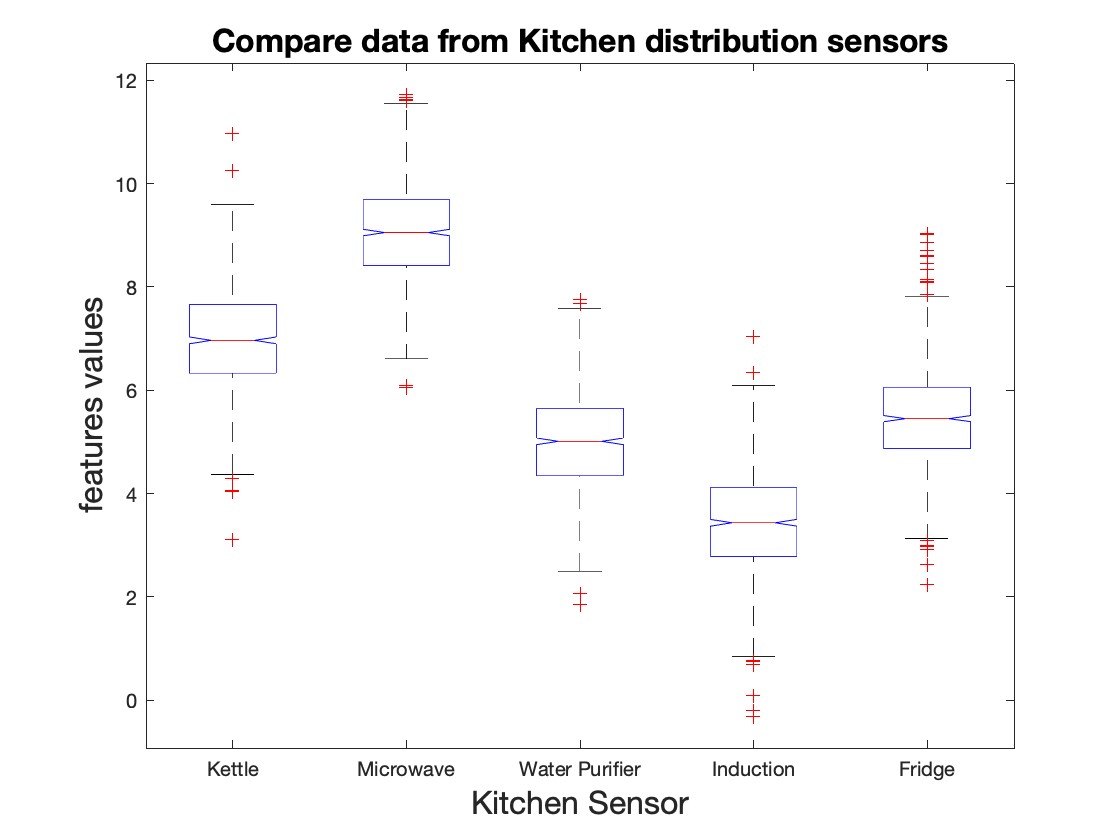 Compare data from Kitchen distribution sensors
features values
12
10
8
6
4
2
0
Kettle Microwave Water Purifier Induction Fridge
Kitchen Sensor